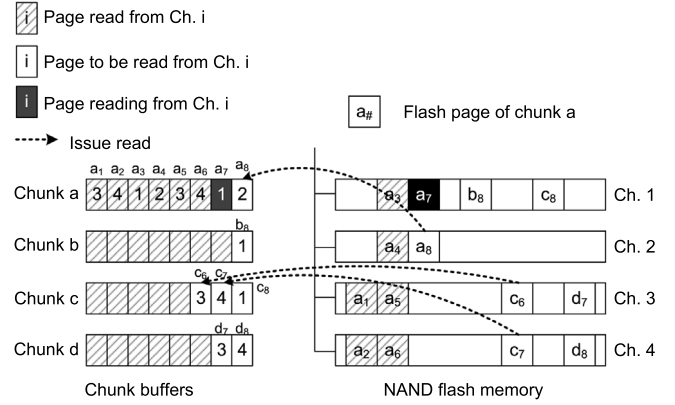 i Page read from Ch. i
i Page to be read from Ch. i
i Page reading from Ch. i
a# Flash page of chunk a
Issue read
a1 a2 a3 a4 a5 a6 a7 a8
Chunk a 3 4 1 2 3 4 1 2 a3 a7 b8 c8 Ch. 1
b8
Chunk b 1 a4 a8 Ch. 2
c6 c7
Chunk c 3 4 1 c8 a1 a5 c6 d7 Ch. 3
d7 d8
Chunk d 3 4 a2 a6 c7 d8 Ch. 4
Chunk buffers NAND flash memory